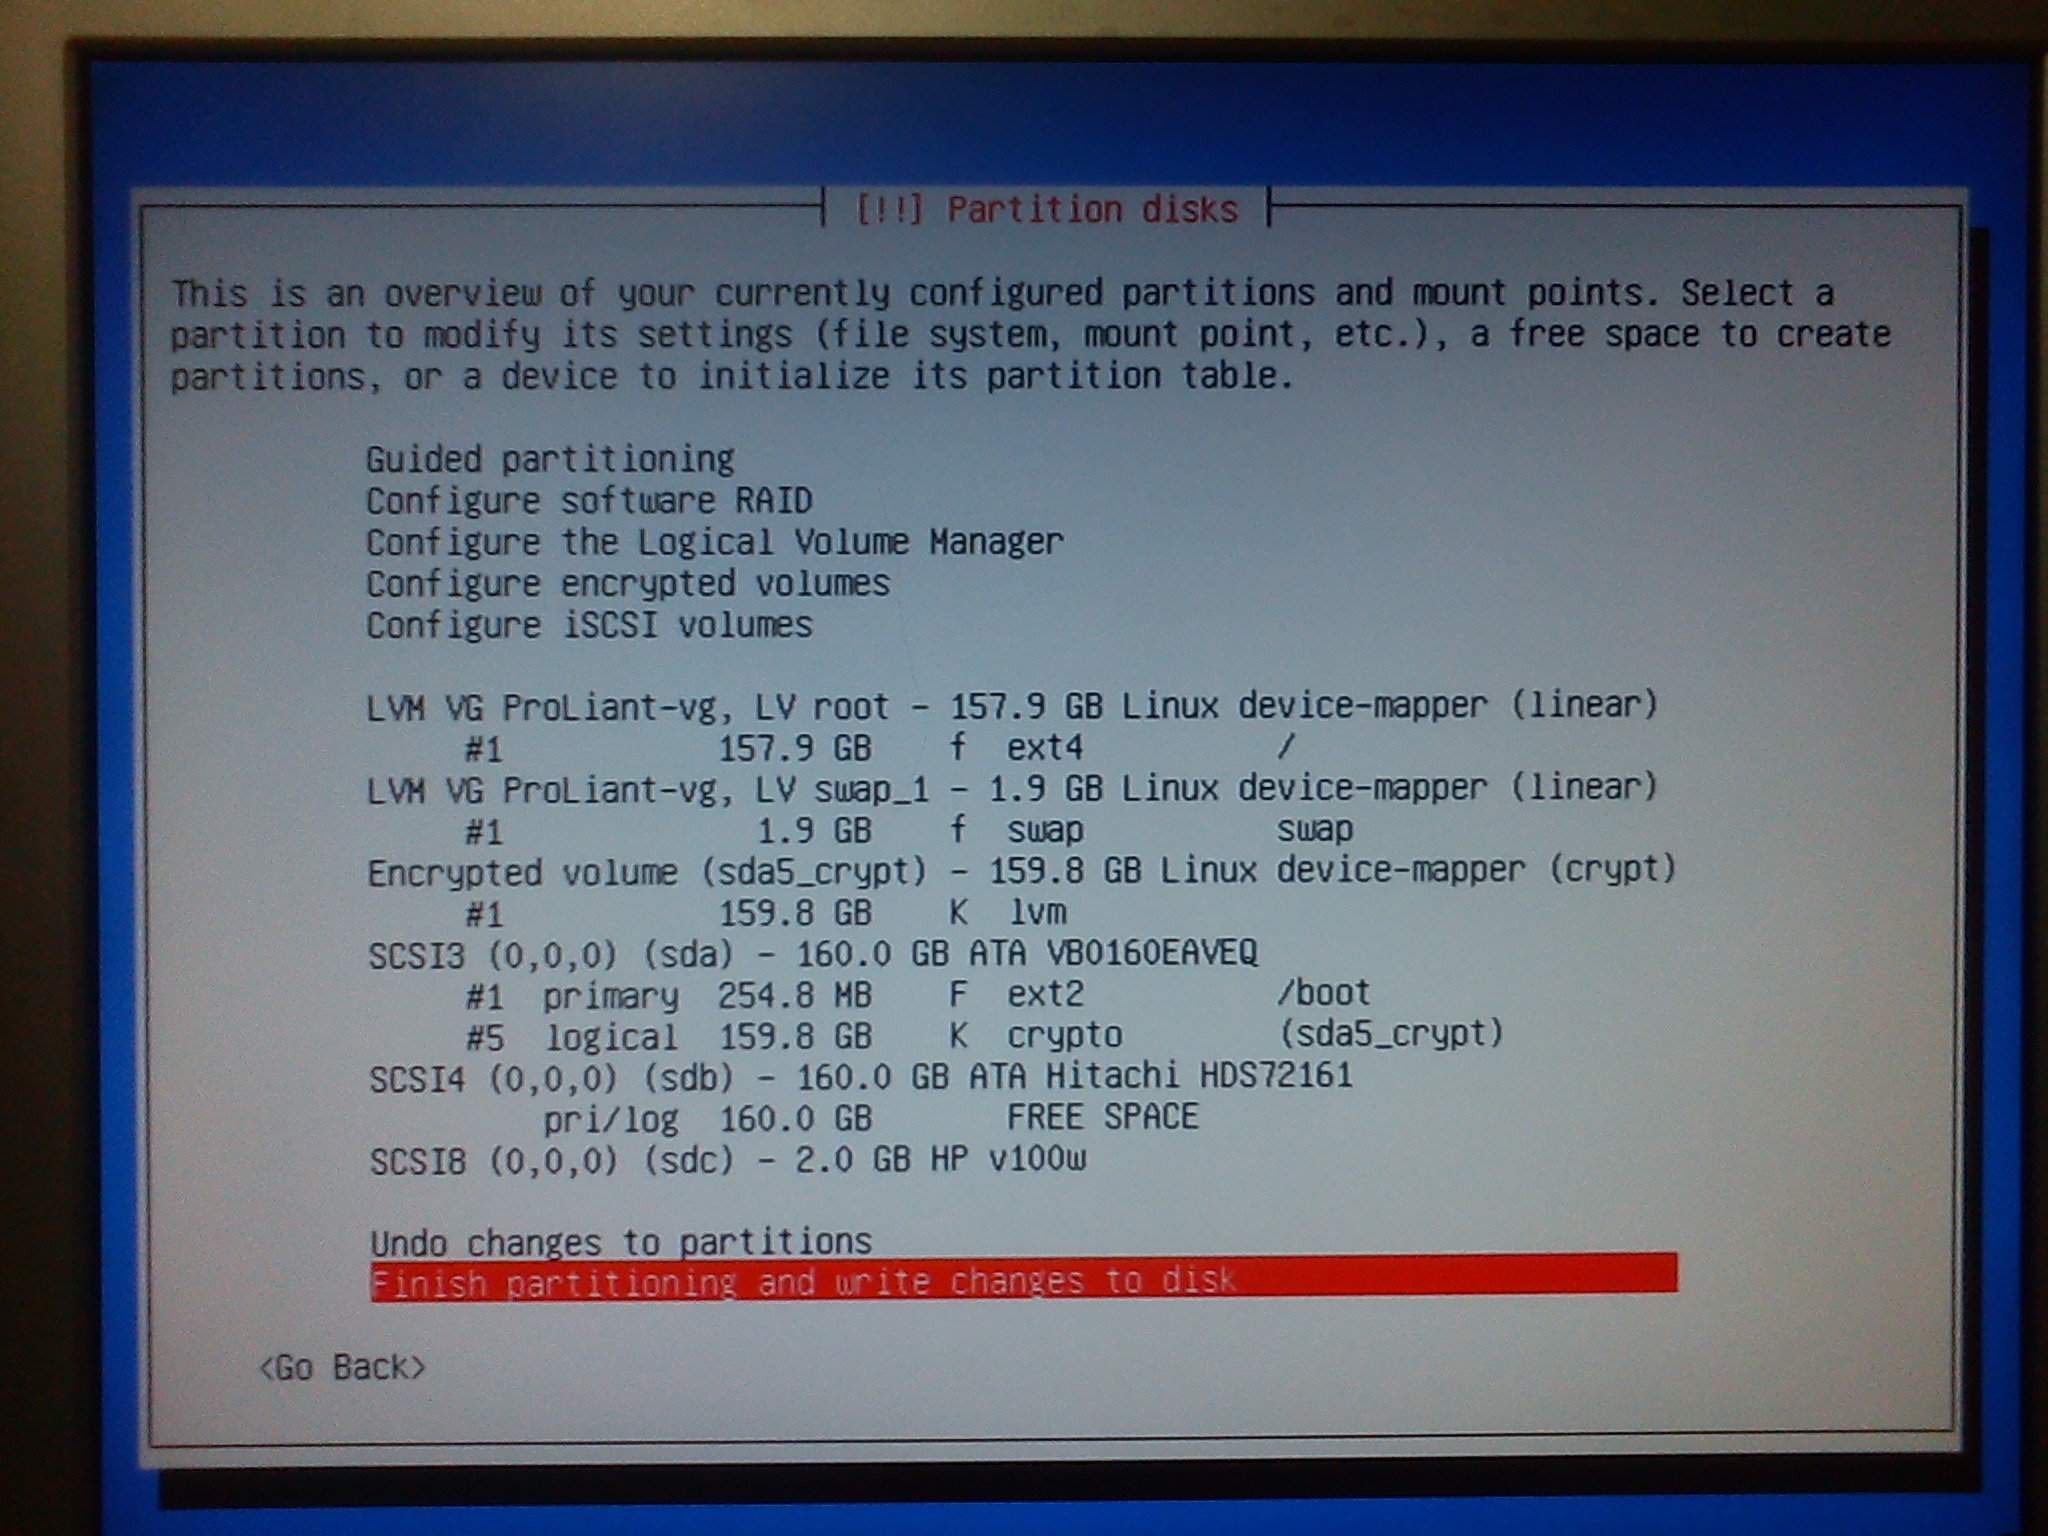 [!!] Partition disks
This is an overview of your currently configured partitions and mount points. Select a
partition to modify its settings (file system, mount point, etc.), a free space to create
partitions, or a device to initialize its partition table.
Guided partitioning
Configure software RAID
Configure the Logical Volume Manager
Configure encrypted volumes
Configure iSCSI volumes
LVM VG ProLiant-vg, LV root - 157.9 GB Linux device-mapper (linear)
#1 157.9 GB f ext4 /
LVM VG ProLiant-vg, LV swap_1 - 1.9 GB Linux device-mapper (linear)
#1 1.9 GB f swap swap
Encrypted volume (sda5_crypt) - 159.8 GB Linux device-mapper (crypt)
#1 159.8 GB K lvm
SCSI3 (0,0,0) (sda) - 160.0 GB ATA VB0160EAVEQ
#1 primary 254.8 MB F ext2 /boot
#5 logical 159.8 GB K crypto (sda5_crypt)
SCSI4 (0,0,0) (sdb) - 160.0 GB ATA Hitachi HDS72161
pri/log 160.0 GB FREE SPACE
SCSI8 (0,0,0) (sdc) - 2.0 GB HP v100w
Undo changes to partitions
Finish partitioning and write changes to disk
<Go Back>